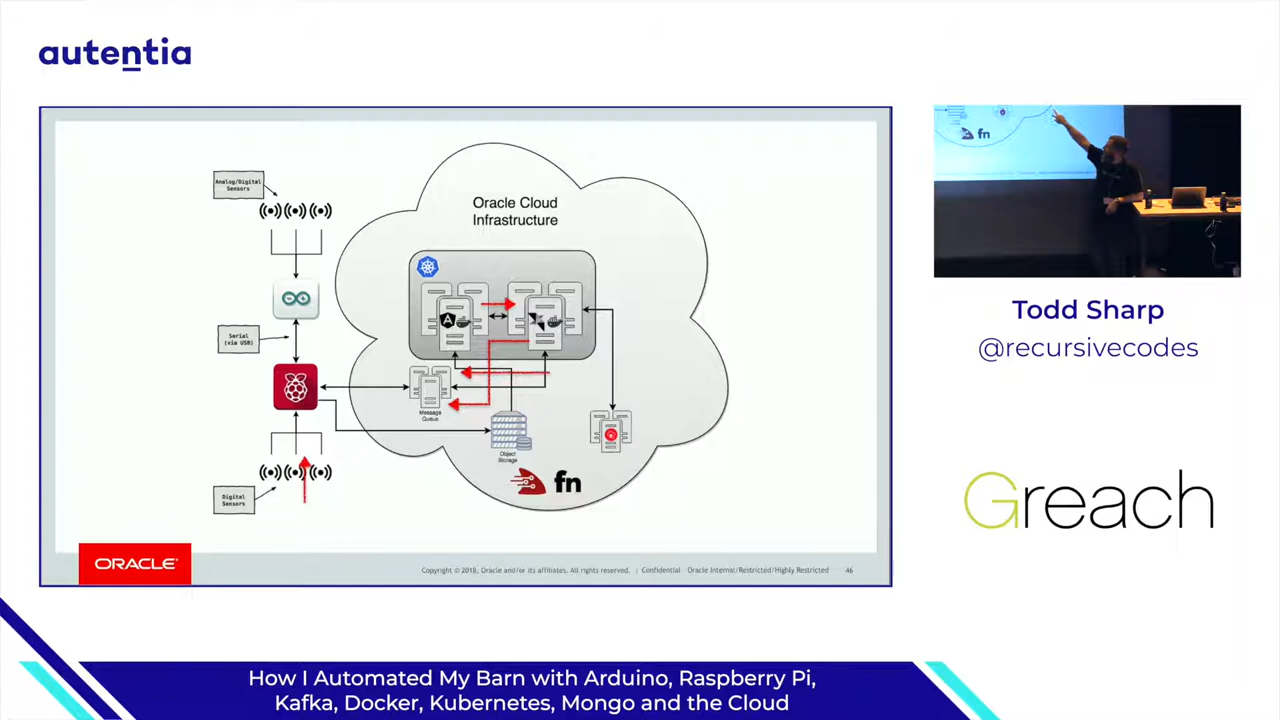 autentia
Analog/Digital
Sensors
Oracle Cloud
Infrastructure
Serial
(via USB)
Message
Queue
Object
Storage
Digital
Sensors
fn
ORACLE
Copyright © 2018, Oracle and/or its affiliates. All rights reserved. | Confidential Oracle Internal/Restricted/Highly Restricted 46
fn
Todd Sharp
@recursivecodes
Greach
How I Automated My Barn with Arduino, Raspberry Pi,
Kafka, Docker, Kubernetes, Mongo and the Cloud